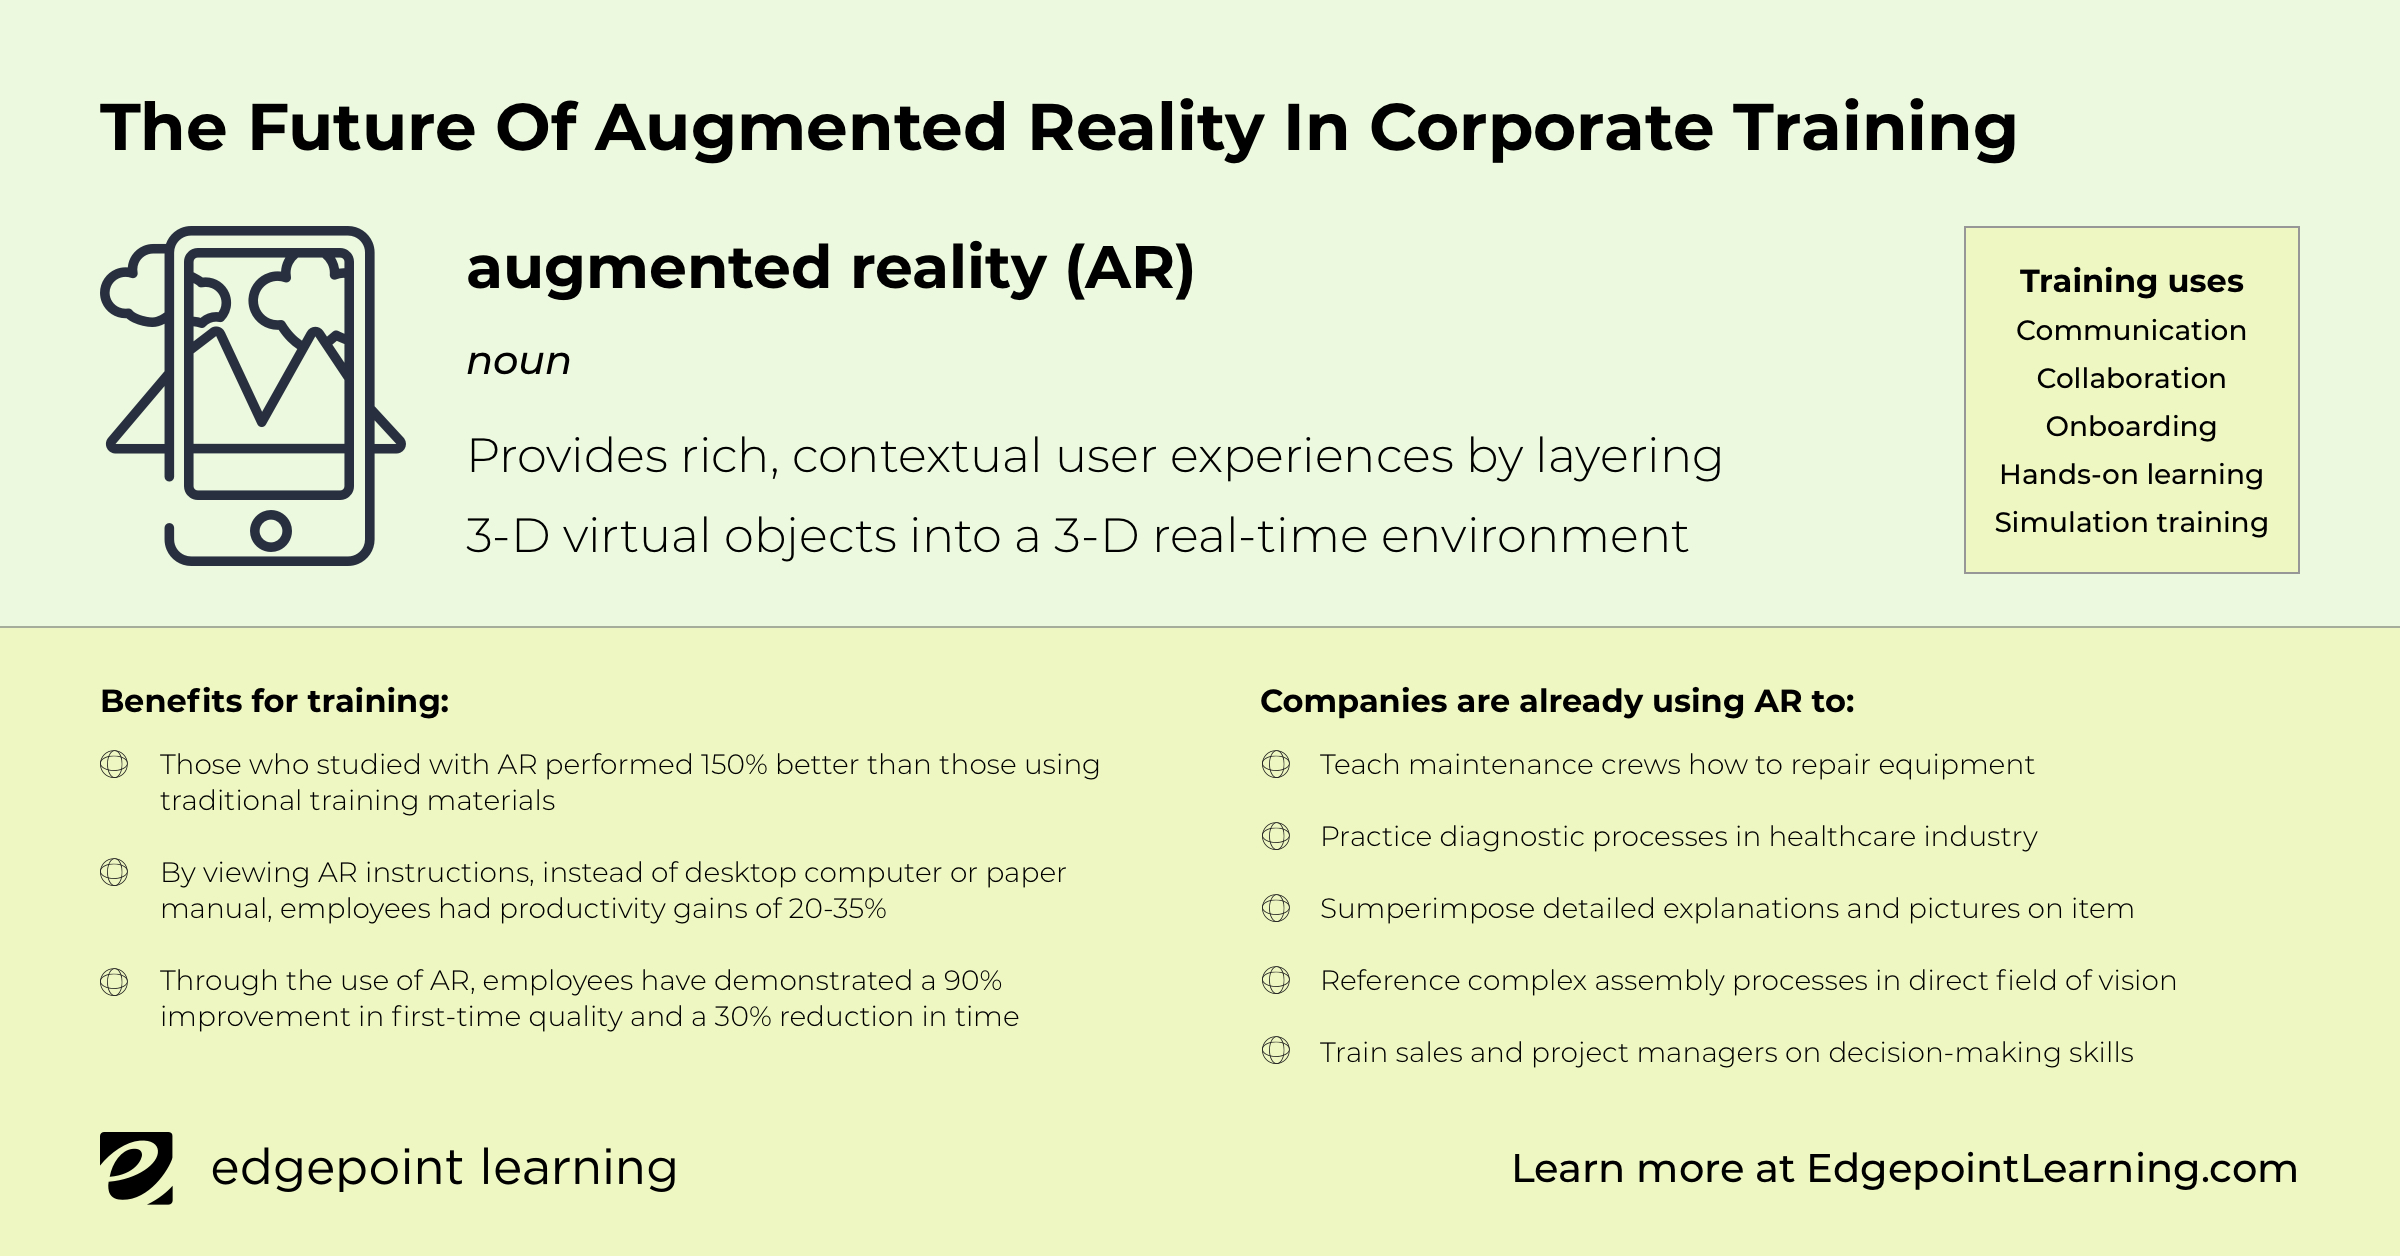 The Future Of Augmented Reality In Corporate Training
augmented reality (AR)
noun
Provides rich, contextual user experiences by layering
3-D virtual objects into a 3-D real-time environment
Training uses
Communication
Collaboration
Onboarding
Hands-on learning
Simulation training
Benefits for training:
Those who studied with AR performed 150% better than those using
traditional training materials
By viewing AR instructions, instead of desktop computer or paper
manual, employees had productivity gains of 20-35%
Through the use of AR, employees have demonstrated a 90%
improvement in first-time quality and a 30% reduction in time
Companies are already using AR to:
Teach maintenance crews how to repair equipment
Practice diagnostic processes in healthcare industry
Sumperimpose detailed explanations and pictures on item
Reference complex assembly processes in direct field of vision
Train sales and project managers on decision-making skills
edgepoint learning
Learn more at EdgepointLearning.com